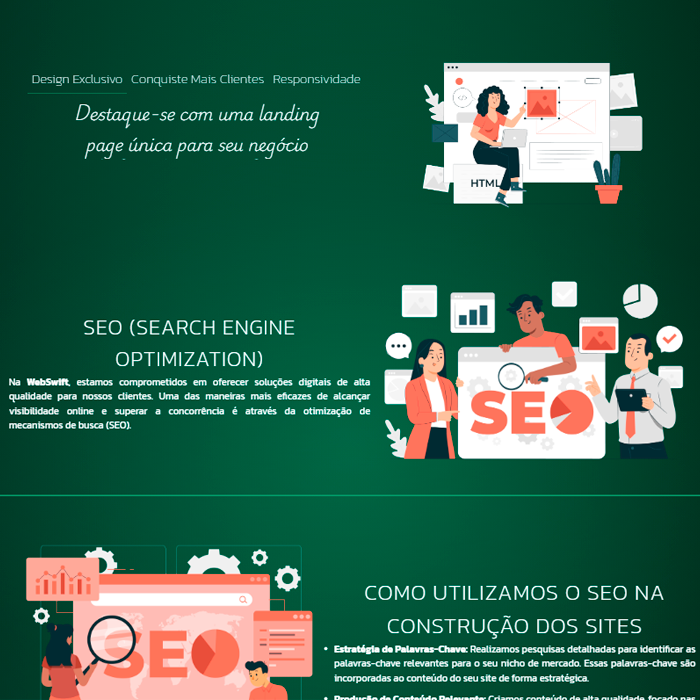 Design Exclusivo Conquiste Mais Clientes Responsividade
Destaque-se com uma landing
page única para seu negócio
HTML
SEO (SEARCH ENGINE
OPTIMIZATION)
Na WebSwift, estamos comprometidos em oferecer soluções digitais de alta
qualidade para nossos clientes. Uma das maneiras mais eficazes de alcançar
visibilidade online e superar a concorrência é através da otimização de
mecanismos de busca (SEO).
SEO
COMO UTILIZAMOS O SEO NA
CONSTRUÇÃO DOS SITES
• Estratégia de Palavras-Chave: Realizamos pesquisas detalhadas para identificar as
palavras-chave relevantes para o seu nicho de mercado. Essas palavras-chave são
incorporadas ao conteúdo do seu site de forma estratégica.
• Produção de Conteúdo Relevante: Criamos conteúdo de alta qualidade, focado nas
SEO